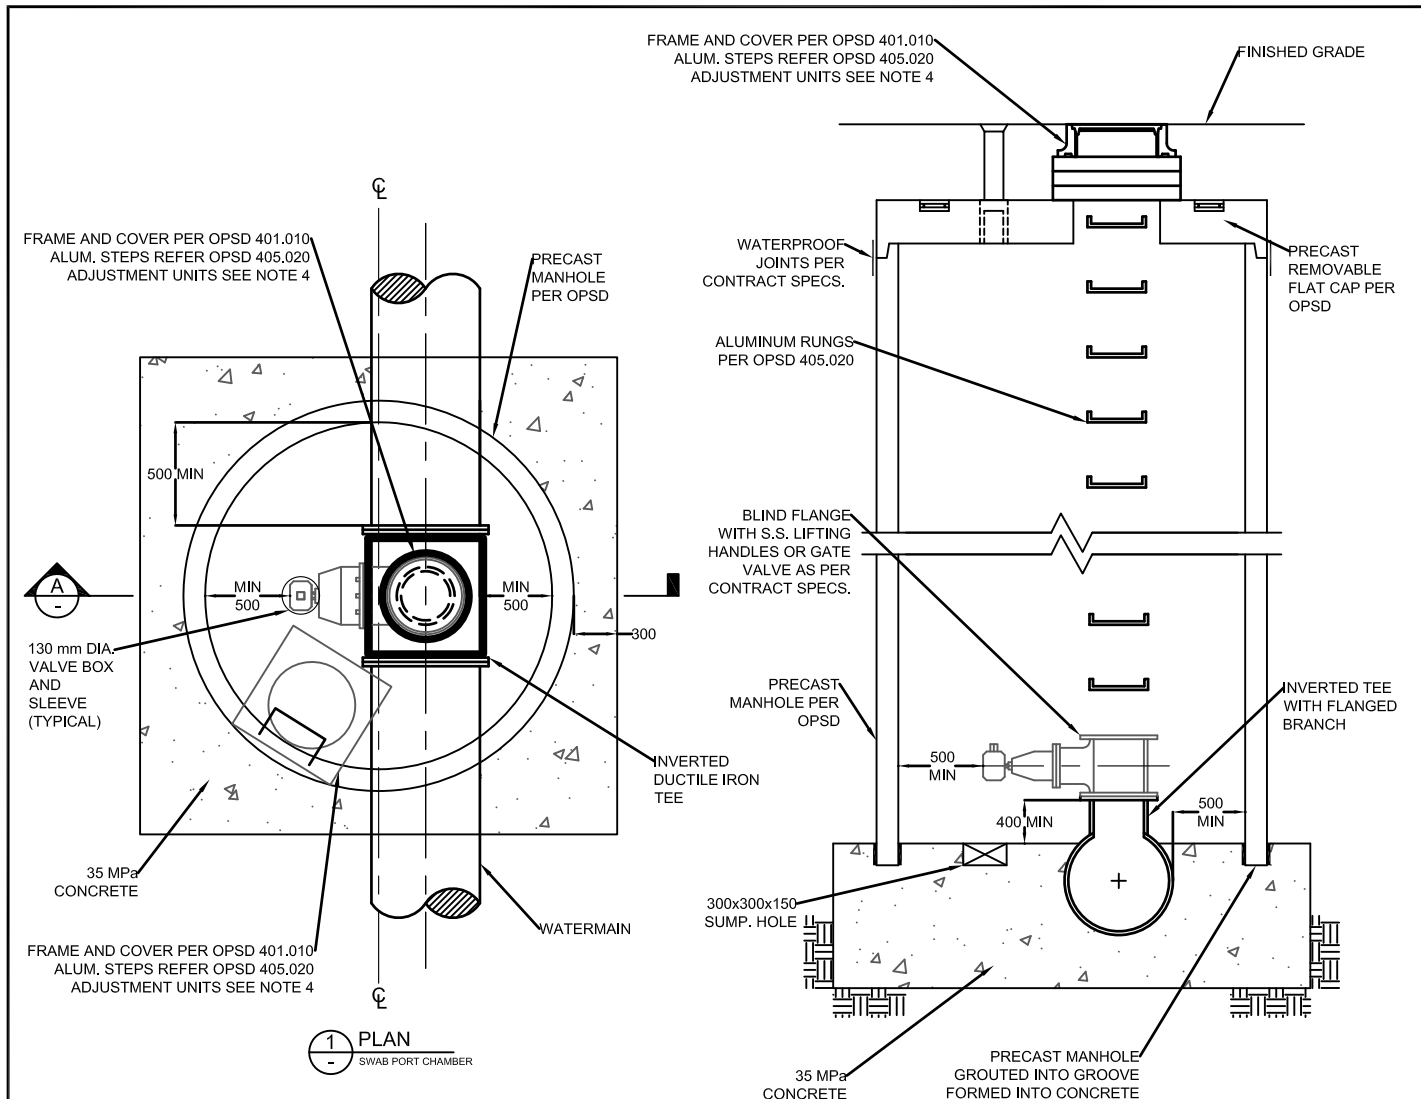 FRAME AND COVER PER OPSD 401.010
ALUM. STEPS REFER OPSD 405.020
ADJUSTMENT UNITS SEE NOTE 4
FINISHED GRADE
℄
FRAME AND COVER PER OPSD 401.010
ALUM. STEPS REFER OPSD 405.020
ADJUSTMENT UNITS SEE NOTE 4
PRECAST
MANHOLE
PER OPSD
WATERPROOF
JOINTS PER
CONTRACT SPECS.
PRECAST
REMOVABLE
FLAT CAP PER
OPSD
ALUMINUM RUNGS
PER OPSD 405.020
500 MIN
BLIND FLANGE
WITH S.S. LIFTING
HANDLES OR GATE
VALVE AS PER
CONTRACT SPECS.
A
-
MIN
500
MIN
500
300
130 mm DIA.
VALVE BOX
AND
SLEEVE
(TYPICAL)
PRECAST
MANHOLE PER
OPSD
INVERTED TEE
WITH FLANGED
BRANCH
INVERTED
DUCTILE IRON
TEE
500
MIN
400 MIN
500
MIN
35 MPa
CONCRETE
300x300x150
SUMP. HOLE
WATERMAIN
FRAME AND COVER PER OPSD 401.010
ALUM. STEPS REFER OPSD 405.020
ADJUSTMENT UNITS SEE NOTE 4
℄
1
-
PLAN
SWAB PORT CHAMBER
35 MPa
CONCRETE
PRECAST MANHOLE
GROUTED INTO GROOVE
FORMED INTO CONCRETE